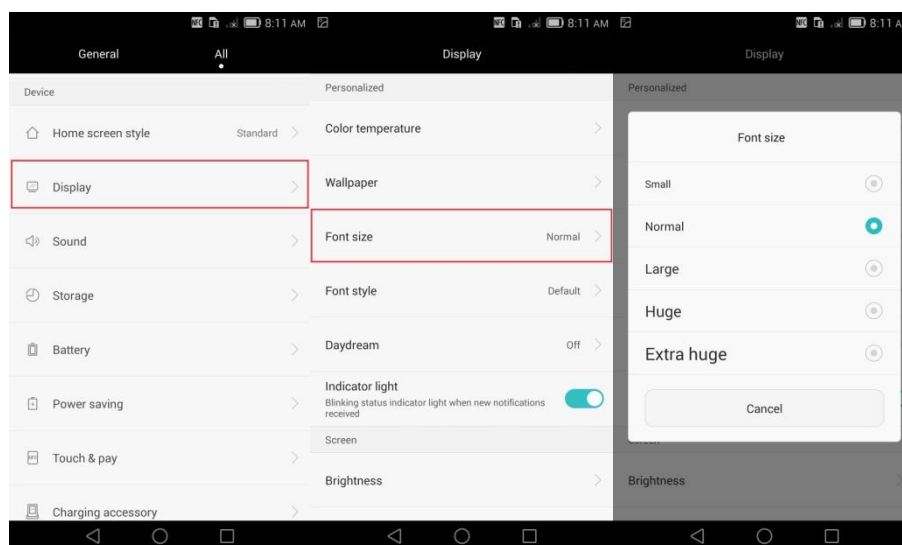 8:11 AM
General
All
Device
Home screen style
Standard
Display
Sound
Storage
Battery
Power saving
Touch & pay
Charging accessory
8:11 AM
Display
Personalized
Color temperature
Wallpaper
Font size
Normal
Font style
Default
Daydream
Off
Indicator light
Blinking status indicator light when new notifications
received
Screen
Brightness
8:11 A
Display
Personalized
Font size
Small
Normal
Large
Huge
Extra huge
Cancel
Brightness